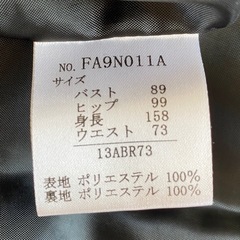 NO. FA9N011A
サイズ
バスト 89
ヒップ 99
身長 158
ウエスト 73
13ABR73
表地 ポリエステル 100%
裏地 ポリエステル 100%